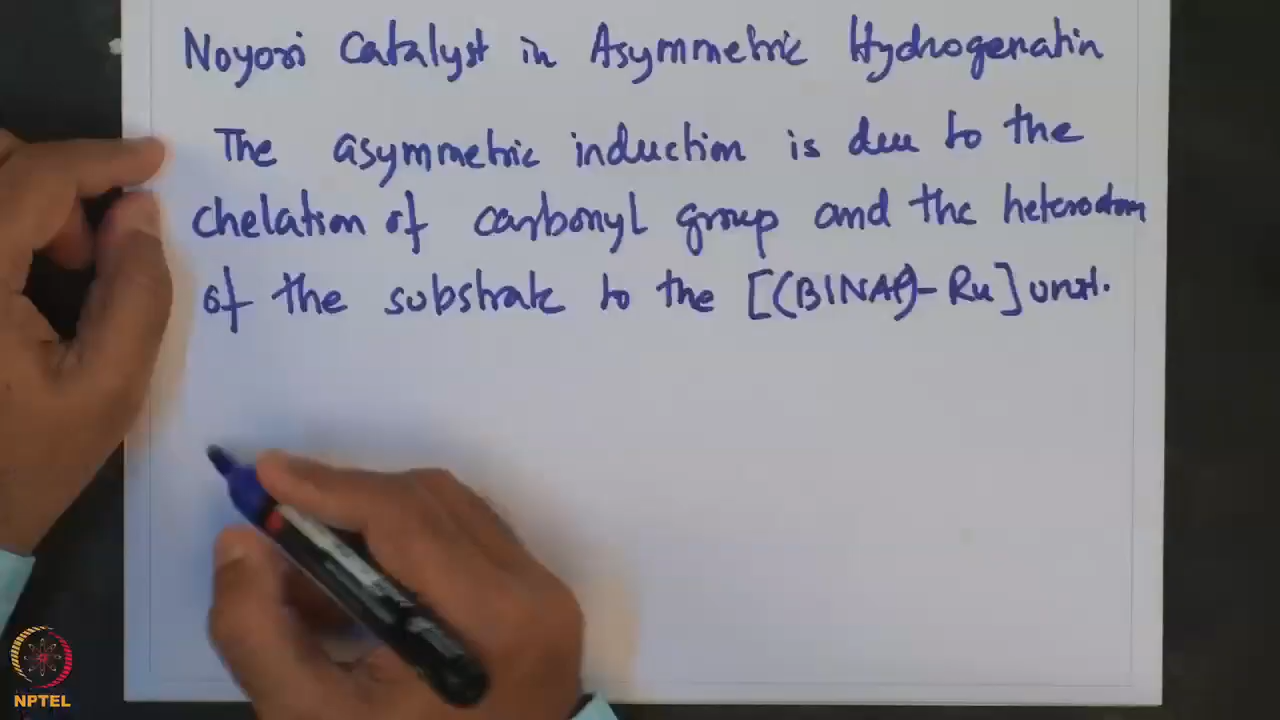 Noyori Catalyst in Asymmetric Hydrogenatin
The asymmetric induction is due to the
chelation of carbonyl group and the heteroatom
of the substrate to the [(BINAP)-Ru] unit.
NPTEL